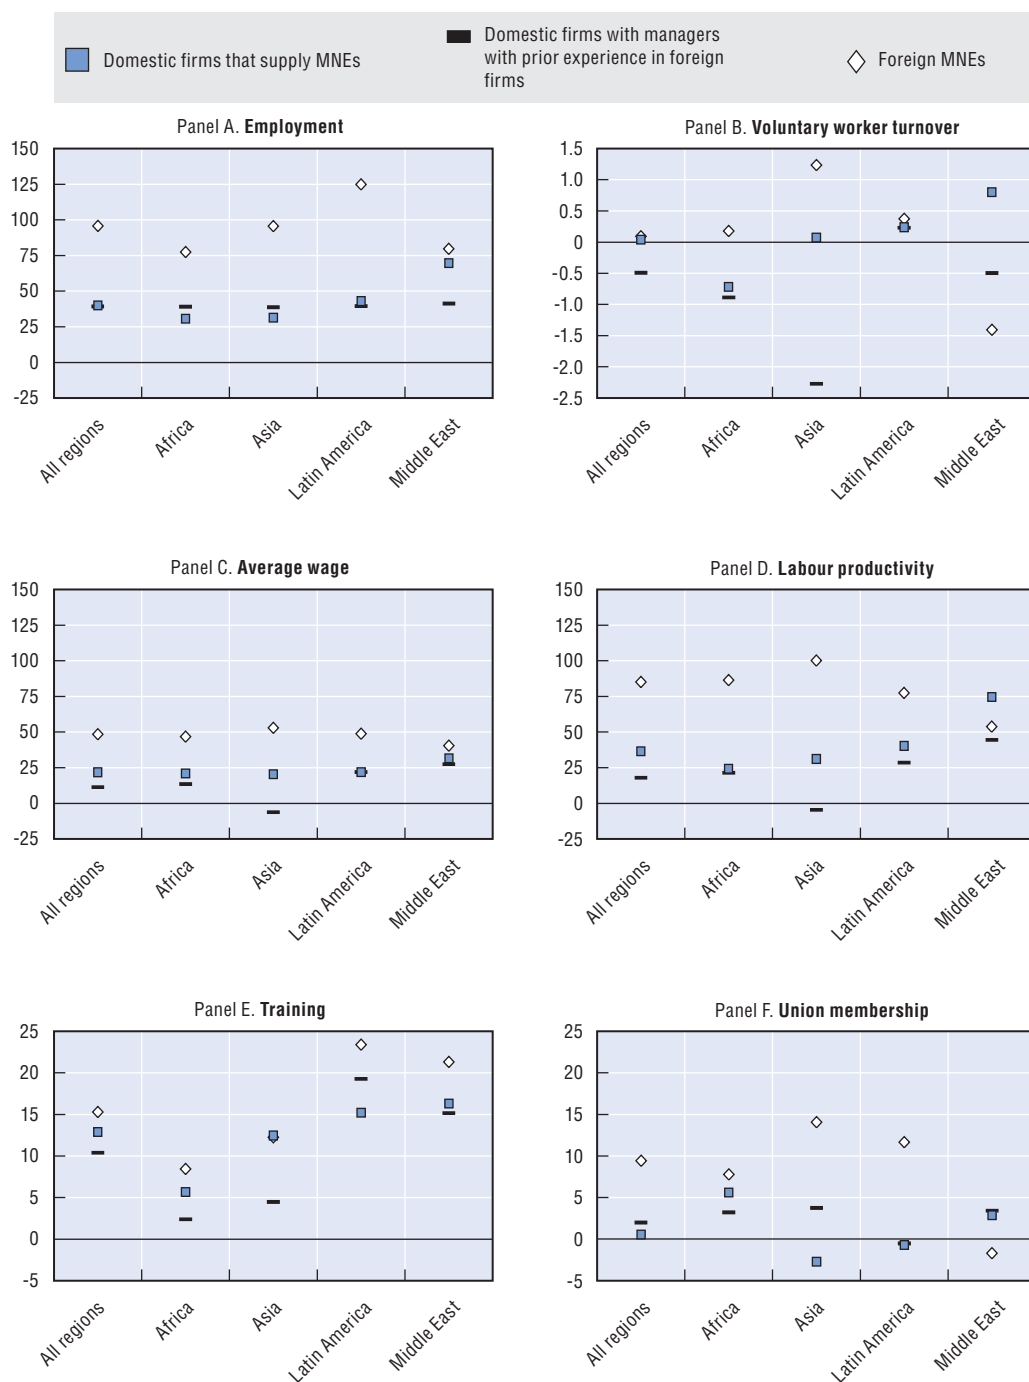 Domestic firms that supply MNEs
Domestic firms with managers
with prior experience in foreign
firms
Foreign MNEs
Panel A. Employment
150
125
100
75
50
25
0
-25
All regions
Africa
Asia
Latin America
Middle East
Panel B. Voluntary worker turnover
1.5
1.0
0.5
0
-0.5
-1.0
-1.5
-2.0
-2.5
All regions
Africa
Asia
Latin America
Middle East
Panel C. Average wage
150
125
100
75
50
25
0
-25
All regions
Africa
Asia
Latin America
Middle East
Panel D. Labour productivity
150
125
100
75
50
25
0
-25
All regions
Africa
Asia
Latin America
Middle East
Panel E. Training
25
20
15
10
5
0
-5
All regions
Africa
Asia
Latin America
Middle East
Panel F. Union membership
25
20
15
10
5
0
-5
All regions
Africa
Asia
Latin America
Middle East